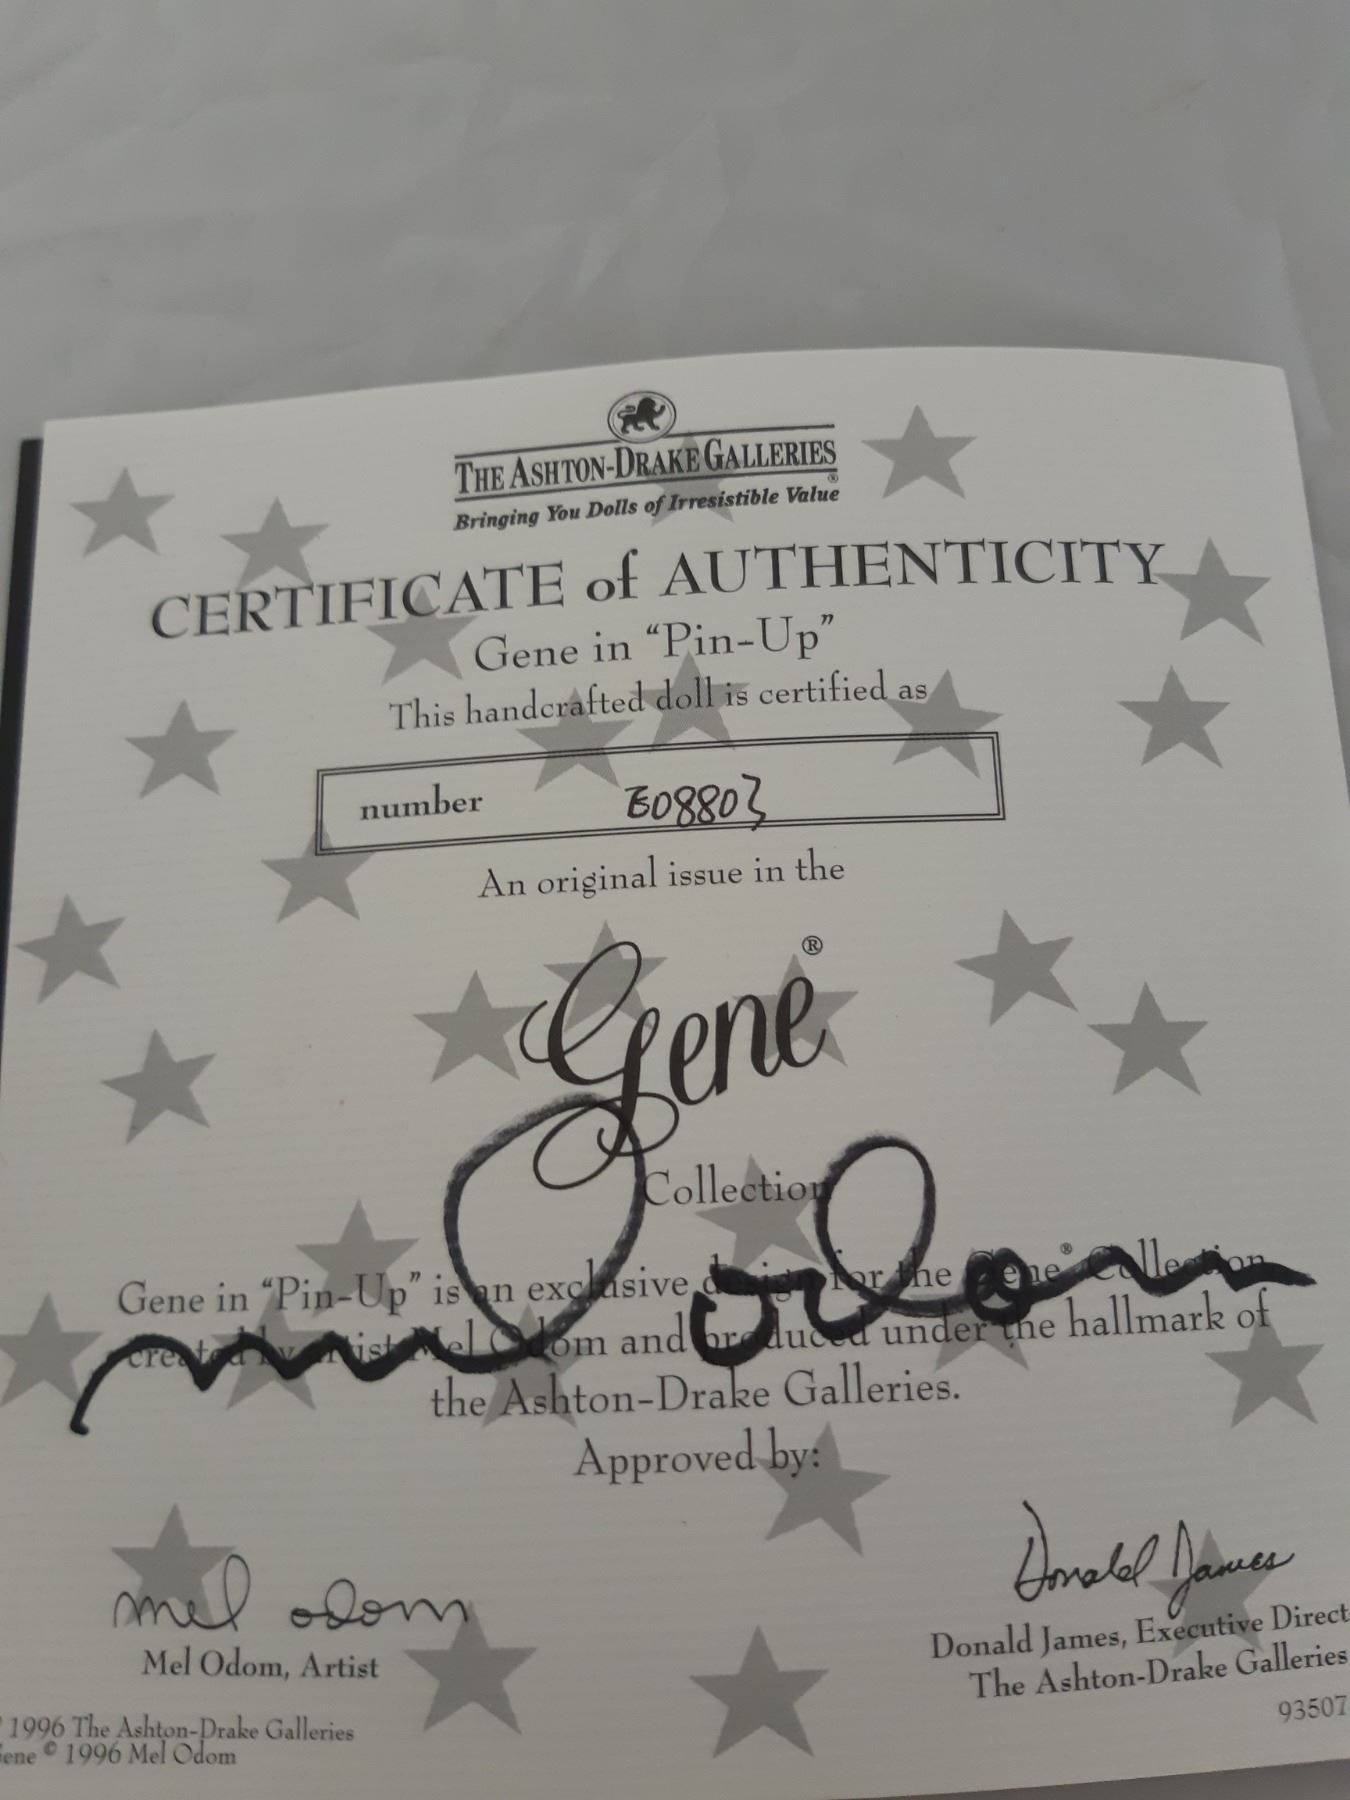 THE ASHTON-DRAKE GALLERIES
®
Bringing You Dolls of Irresistible Value
CERTIFICATE of AUTHENTICITY
Gene in “Pin-Up”
This handcrafted doll is certified as
number E08803
An original issue in the
Gene®
Collection
Gene in “Pin-Up” is an exclusive design for the Gene® Collection
created by artist Mel Odom and produced under the hallmark of
the Ashton-Drake Galleries.
mel odom
Approved by:
mel odom
Donald James
Mel Odom, Artist
Donald James, Executive Direct
The Ashton-Drake Galleries
93507
1996 The Ashton-Drake Galleries
ene © 1996 Mel Odom